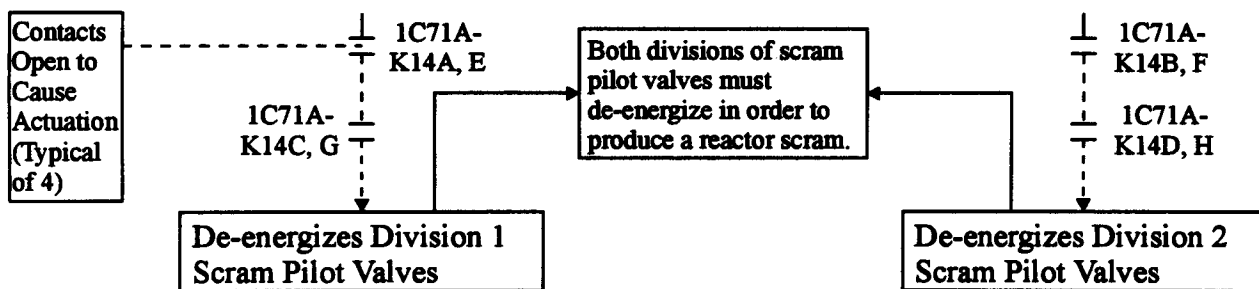 Contacts
Open to
Cause
Actuation
(Typical
of 4)
1C71A-
K14A, E
1C71A-
K14C, G
Both divisions of scram
pilot valves must
de-energize in order to
produce a reactor scram.
1C71A-
K14B, F
1C71A-
K14D, H
De-energizes Division 1
Scram Pilot Valves
De-energizes Division 2
Scram Pilot Valves